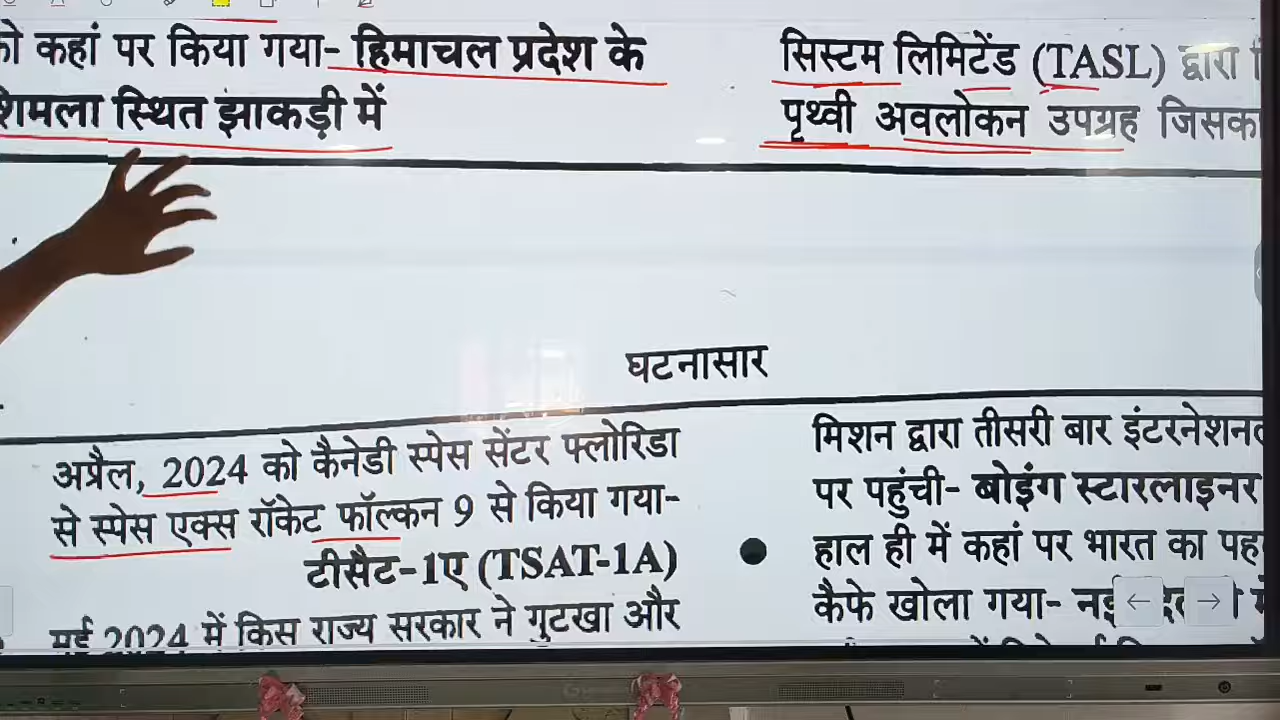 को कहां पर किया गया- हिमाचल प्रदेश के
शिमला स्थित झाकड़ी में
सिस्टम लिमिटेंड (TASL) द्वारा
पृथ्वी अवलोकन उपग्रह जिसका
घटनासार
अप्रैल, 2024 को कैनेडी स्पेस सेंटर फ्लोरिडा
से स्पेस एक्स रॉकेट फॉल्कन 9 से किया गया-
टीसैट-1ए (TSAT-1A)
मई 2024 में किस राज्य सरकार ने गुटखा और
मिशन द्वारा तीसरी बार इंटरनेशनल
पर पहुंची- बोइंग स्टारलाइनर
● हाल ही में कहां पर भारत का पह
कैफे खोला गया- नई